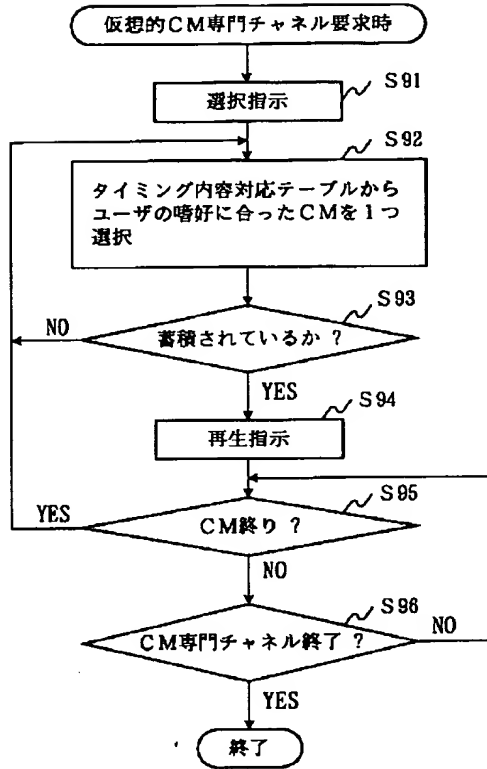 仮想的ＣＭ専門チャネル要求時
Ｓ９１
選択指示
Ｓ９２
タイミング内容対応テーブルから
ユーザの嗜好に合ったＣＭを１つ
選択
Ｓ９３
NO
蓄積されているか ？
YES
Ｓ９４
再生指示
Ｓ９５
YES
ＣＭ終り ？
NO
Ｓ９６
ＣＭ専門チャネル終了 ？
NO
YES
終了